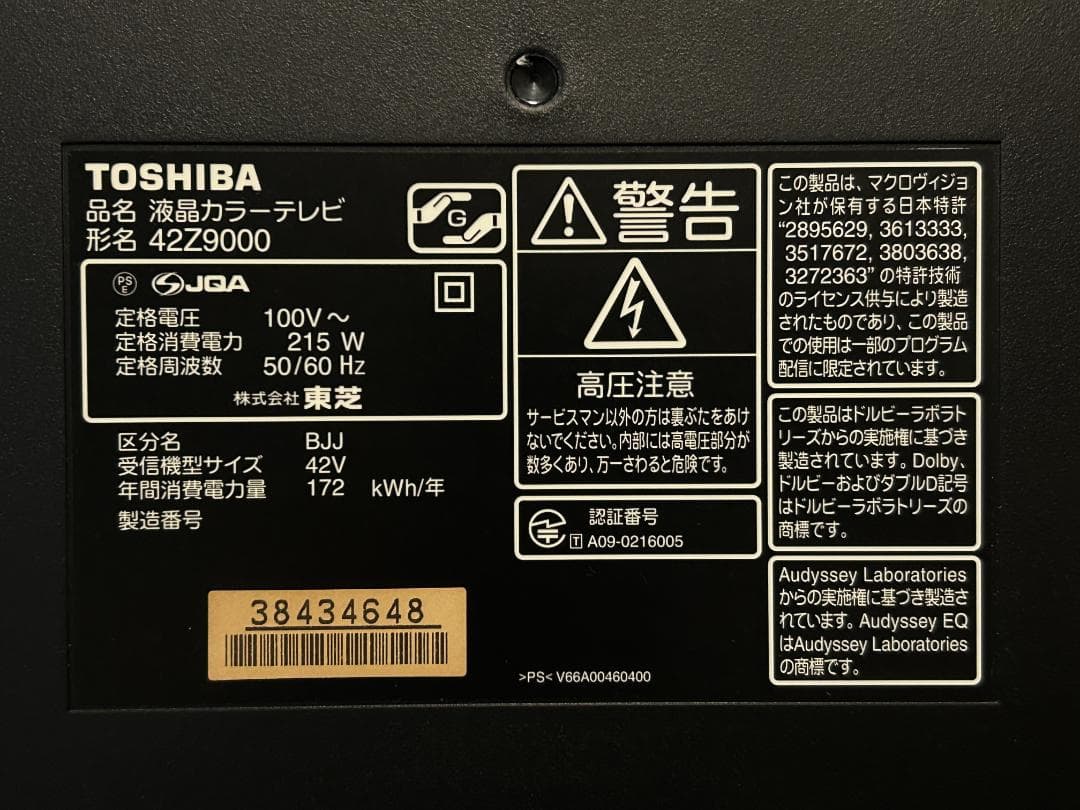 TOSHIBA
品名 液晶カラーテレビ
形名 42Z9000
G
PS
E
JQA
定格電圧 100V～
定格消費電力 215 W
定格周波数 50/60 Hz
株式会社 東芝
区分名 BJJ
受信機型サイズ 42V
年間消費電力量 172 kWh/年
製造番号
38434648
警告
高圧注意
サービスマン以外の方は裏ぶたをあけ
ないでください。内部には高電圧部分が
数多くあり、万一さわると危険です。
認証番号
T A09-0216005
>PS< V66A00460400
この製品は、マクロヴィジョ
ン社が保有する日本特許
“2895629, 3613333,
3517672, 3803638,
3272363” の特許技術
のライセンス供与により製造
されたものであり、この製品
での使用は一部のプログラム
配信に限定されています。
この製品はドルビーラボラト
リーズからの実施権に基づき
製造されています。Dolby、
ドルビーおよびダブルD記号
はドルビーラボラトリーズの
商標です。
Audyssey Laboratories
からの実施権に基づき製造さ
れています。Audyssey EQ
はAudyssey Laboratories
の商標です。